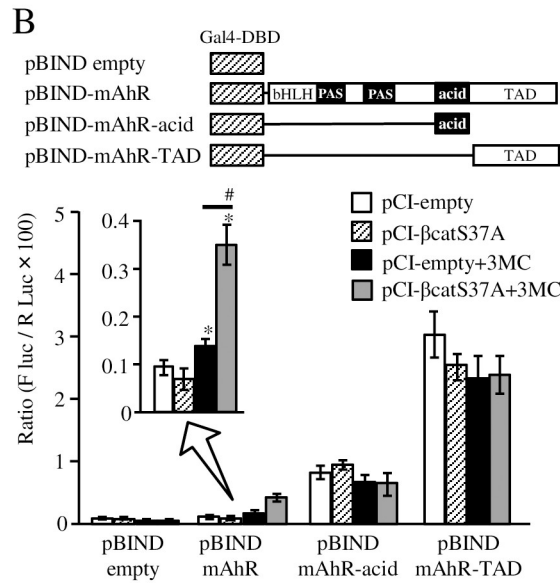 B
Gal4-DBD
pBIND empty
pBIND-mAhR
bHLH PAS PAS acid TAD
pBIND-mAhR-acid
acid
pBIND-mAhR-TAD
TAD
Ratio (F luc / R Luc × 100)
5
4
3
2
1
0
0.4
0.3
0.2
0.1
0
#
*
*
pCI-empty
pCI-βcatS37A
pCI-empty+3MC
pCI-βcatS37A+3MC
pBIND
empty
pBIND
mAhR
pBIND
mAhR-acid
pBIND
mAhR-TAD